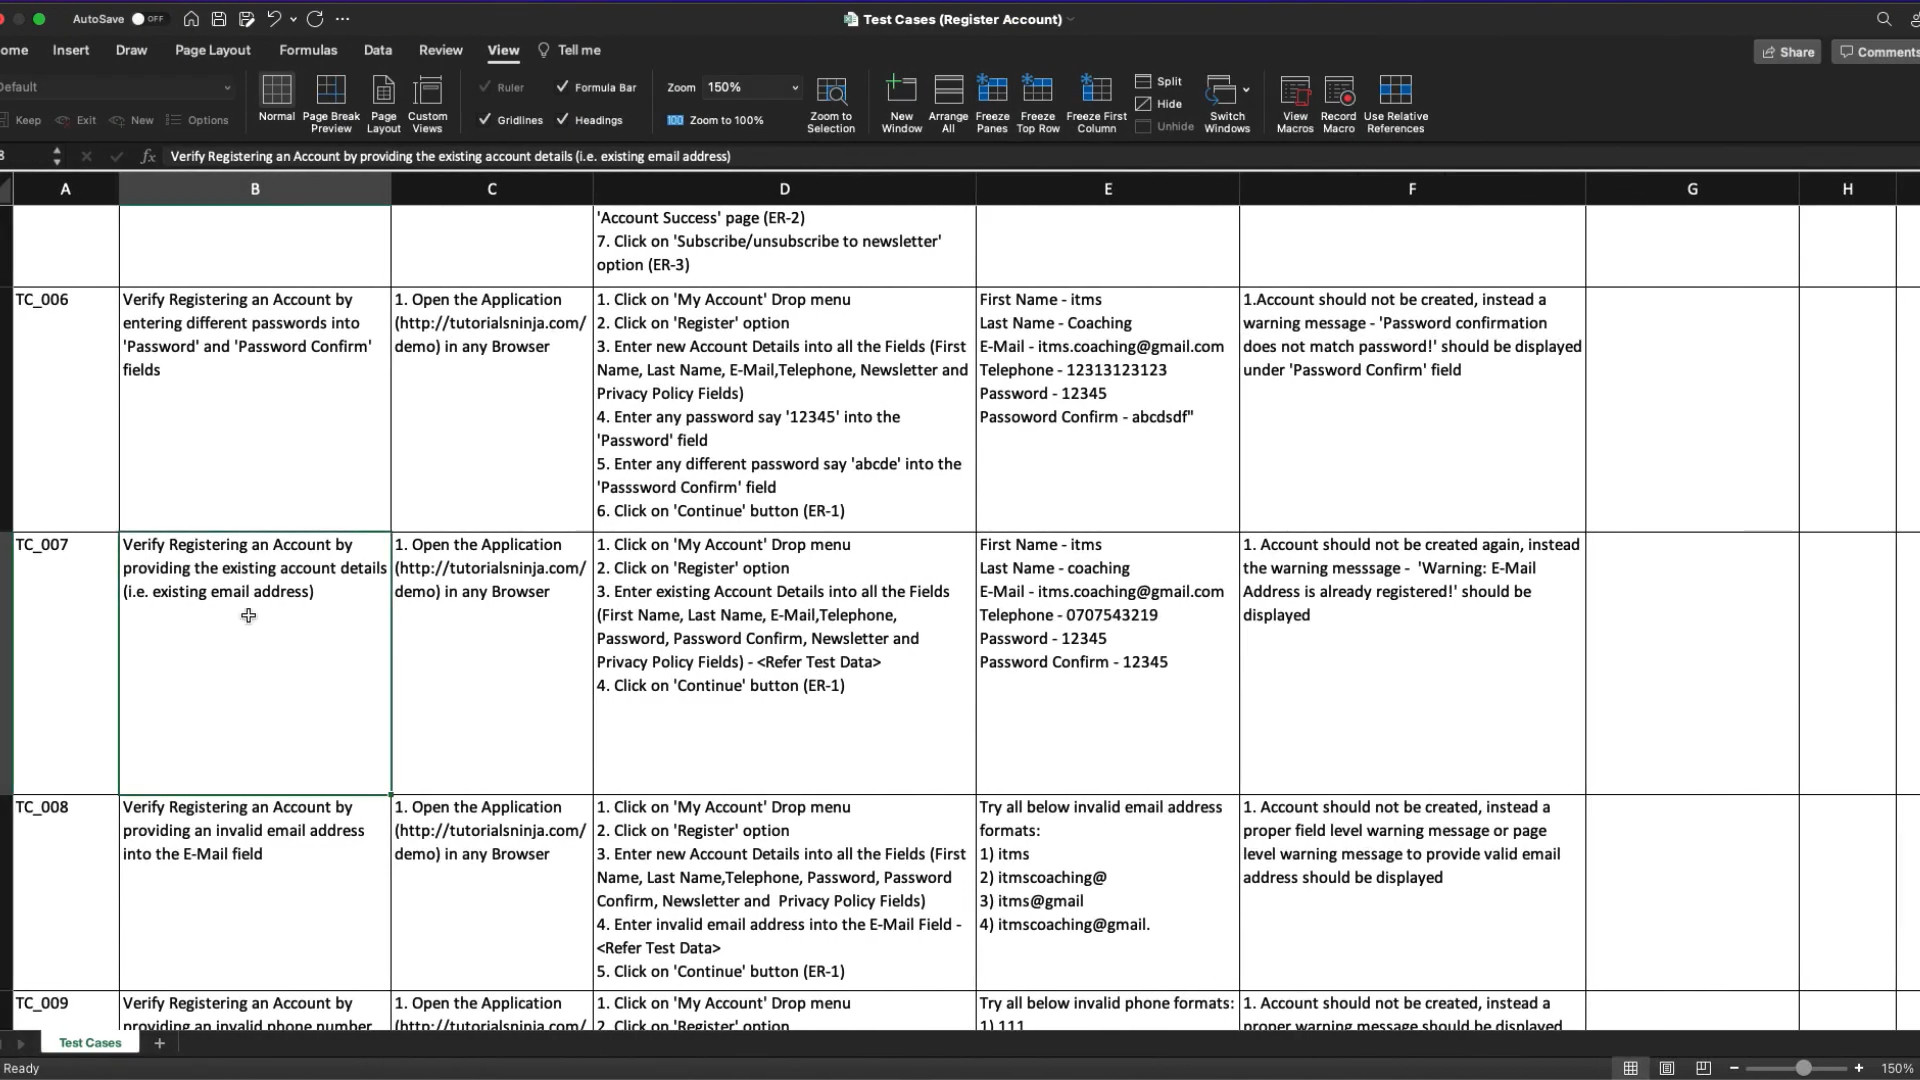 AutoSave OFF
Test Cases (Register Account)
ome Insert Draw Page Layout Formulas Data Review View Tell me
Share Comments
Default
Keep Exit New Options
Normal
Page Break Preview
Page Layout
Custom Views
Ruler Formula Bar
Gridlines Headings
Zoom 150%
100 Zoom to 100%
Zoom to Selection
New Window
Arrange All
Freeze Panes
Freeze Top Row
Freeze First Column
Split
Hide
Unhide
Switch Windows
View Macros
Record Macro
Use Relative References
fx Verify Registering an Account by providing the existing account details (i.e. existing email address)
A B C D E F G H
'Account Success' page (ER-2)
7. Click on 'Subscribe/unsubscribe to newsletter'
option (ER-3)
TC_006
Verify Registering an Account by
entering different passwords into
'Password' and 'Password Confirm'
fields
1. Open the Application
(http://tutorialsninja.com/
demo) in any Browser
1. Click on 'My Account' Drop menu
2. Click on 'Register' option
3. Enter new Account Details into all the Fields (First
Name, Last Name, E-Mail,Telephone, Newsletter and
Privacy Policy Fields)
4. Enter any password say '12345' into the
'Password' field
5. Enter any different password say 'abcde' into the
'Passsword Confirm' field
6. Click on 'Continue' button (ER-1)
First Name - itms
Last Name - Coaching
E-Mail - itms.coaching@gmail.com
Telephone - 12313123123
Password - 12345
Passoword Confirm - abcdsdf"
1.Account should not be created, instead a
warning message - 'Password confirmation
does not match password!' should be displayed
under 'Password Confirm' field
TC_007
Verify Registering an Account by
providing the existing account details
(i.e. existing email address)
1. Open the Application
(http://tutorialsninja.com/
demo) in any Browser
1. Click on 'My Account' Drop menu
2. Click on 'Register' option
3. Enter existing Account Details into all the Fields
(First Name, Last Name, E-Mail,Telephone,
Password, Password Confirm, Newsletter and
Privacy Policy Fields) - <Refer Test Data>
4. Click on 'Continue' button (ER-1)
First Name - itms
Last Name - coaching
E-Mail - itms.coaching@gmail.com
Telephone - 0707543219
Password - 12345
Password Confirm - 12345
1. Account should not be created again, instead
the warning messsage -  'Warning: E-Mail
Address is already registered!' should be
displayed
TC_008
Verify Registering an Account by
providing an invalid email address
into the E-Mail field
1. Open the Application
(http://tutorialsninja.com/
demo) in any Browser
1. Click on 'My Account' Drop menu
2. Click on 'Register' option
3. Enter new Account Details into all the Fields (First
Name, Last Name,Telephone, Password, Password
Confirm, Newsletter and  Privacy Policy Fields)
4. Enter invalid email address into the E-Mail Field -
<Refer Test Data>
5. Click on 'Continue' button (ER-1)
Try all below invalid email address
formats:
1) itms
2) itmscoaching@
3) itms@gmail
4) itmscoaching@gmail.
1. Account should not be created, instead a
proper field level warning message or page
level warning message to provide valid email
address should be displayed
TC_009
Verify Registering an Account by
providing an invalid phone number
1. Open the Application
(http://tutorialsninja.com/
1. Click on 'My Account' Drop menu
2. Click on 'Register' option
Try all below invalid phone formats:
1) 111
1. Account should not be created, instead a
proper warning message should be displayed
Test Cases
Ready
150%